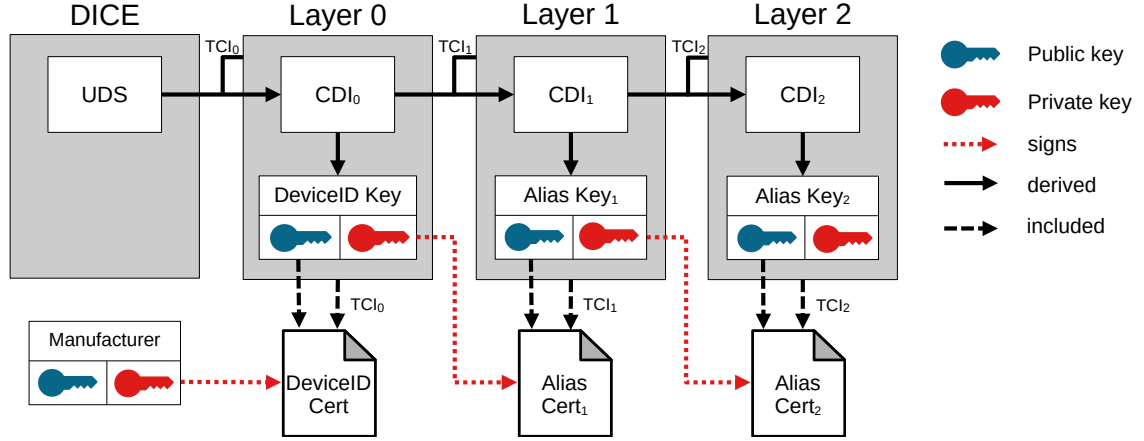 DICE
Layer 0
Layer 1
Layer 2
TCI₀
TCI₁
TCI₂
UDS
CDI₀
CDI₁
CDI₂
Public key
Private key
signs
derived
included
DeviceID Key
Alias Key₁
Alias Key₂
TCI₀
TCI₁
TCI₂
Manufacturer
DeviceID
Cert
Alias
Cert₁
Alias
Cert₂